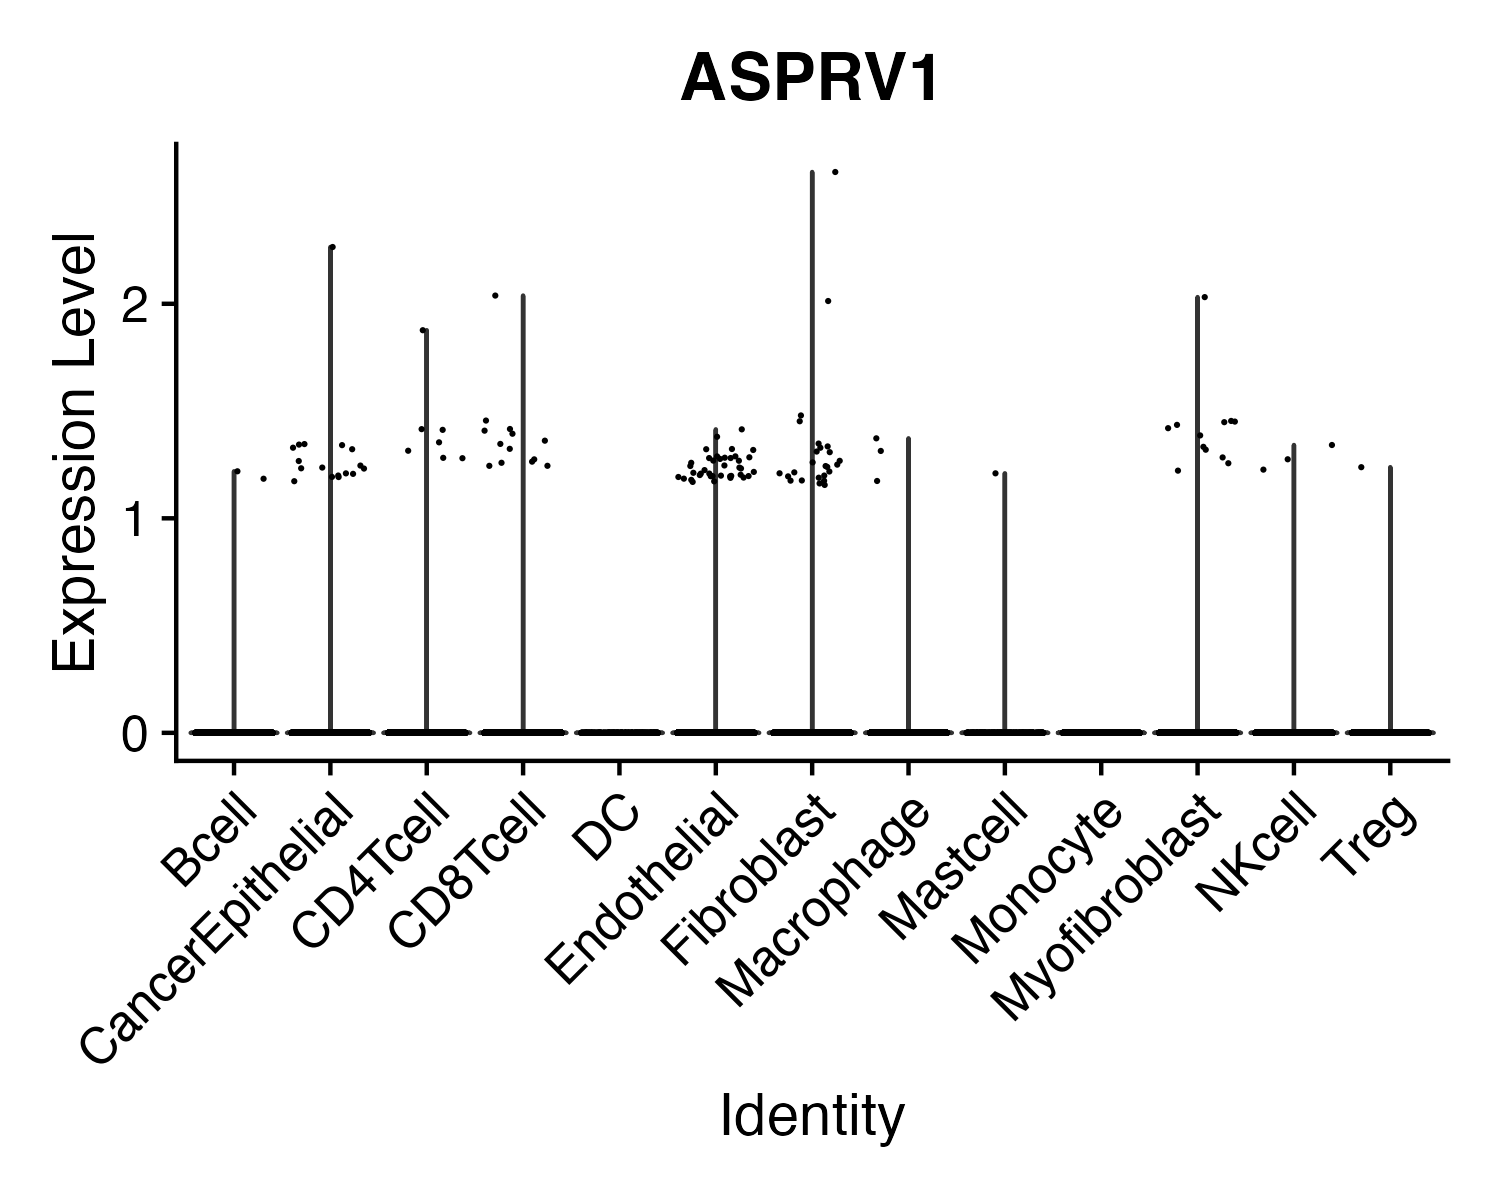 ASPRV1
Expression Level
2
1
0
Bcell
CancerEpithelial
CD4Tcell
CD8Tcell
DC
Endothelial
Fibroblast
Macrophage
Mastcell
Monocyte
Myofibroblast
NKcell
Treg
Identity